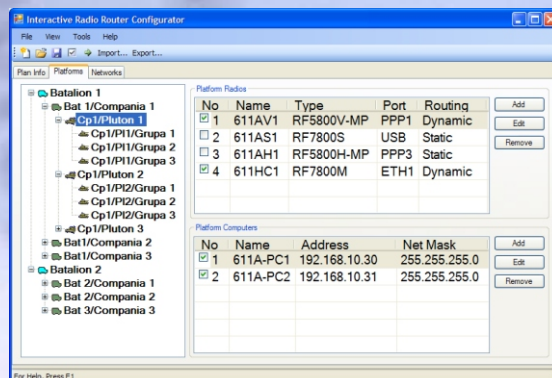 Interactive Radio Router Configurator
File View Tools Help
Import... Export...
Plan Info Platforms Networks
Batalion 1
Bat 1/Compania 1
Cp1/Pluton 1
Cp1/Pl1/Grupa 1
Cp1/Pl1/Grupa 2
Cp1/Pl1/Grupa 3
Cp1/Pluton 2
Cp1/Pl2/Grupa 1
Cp1/Pl2/Grupa 2
Cp1/Pl2/Grupa 3
Cp1/Pluton 3
Bat1/Compania 2
Bat1/Compania 3
Batalion 2
Bat 2/Compania 1
Bat 2/Compania 2
Bat 3/Compania 3
Platform Radios
No Name Type Port Routing
1 611AV1 RF5800V-MP PPP1 Dynamic
2 611AS1 RF7800S USB Static
3 611AH1 RF5800H-MP PPP3 Static
4 611HC1 RF7800M ETH1 Dynamic
Add
Edit
Remove
Platform Computers
No Name Address Net Mask
1 611A-PC1 192.168.10.30 255.255.255.0
2 611A-PC2 192.168.10.31 255.255.255.0
Add
Edit
Remove
For Help, Press F1